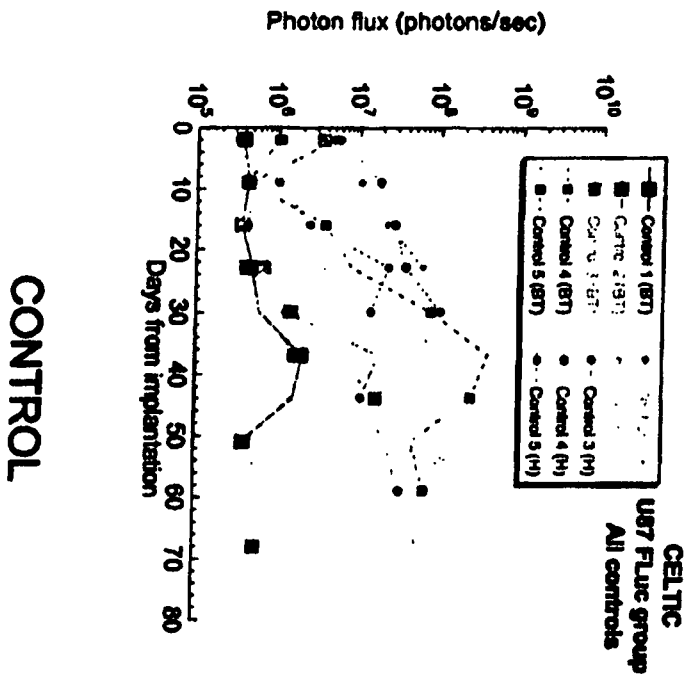 CELTIC
U87 FLuc group
All controls
Control 1 (BT)
Control 4 (BT)
Control 5 (BT)
Control 3 (H)
Control 4 (H)
Control 5 (H)
Photon flux (photons/sec)
10^10
10^9
10^8
10^7
10^6
10^5
0 10 20 30 40 50 60 70 80
Days from implantation
CONTROL